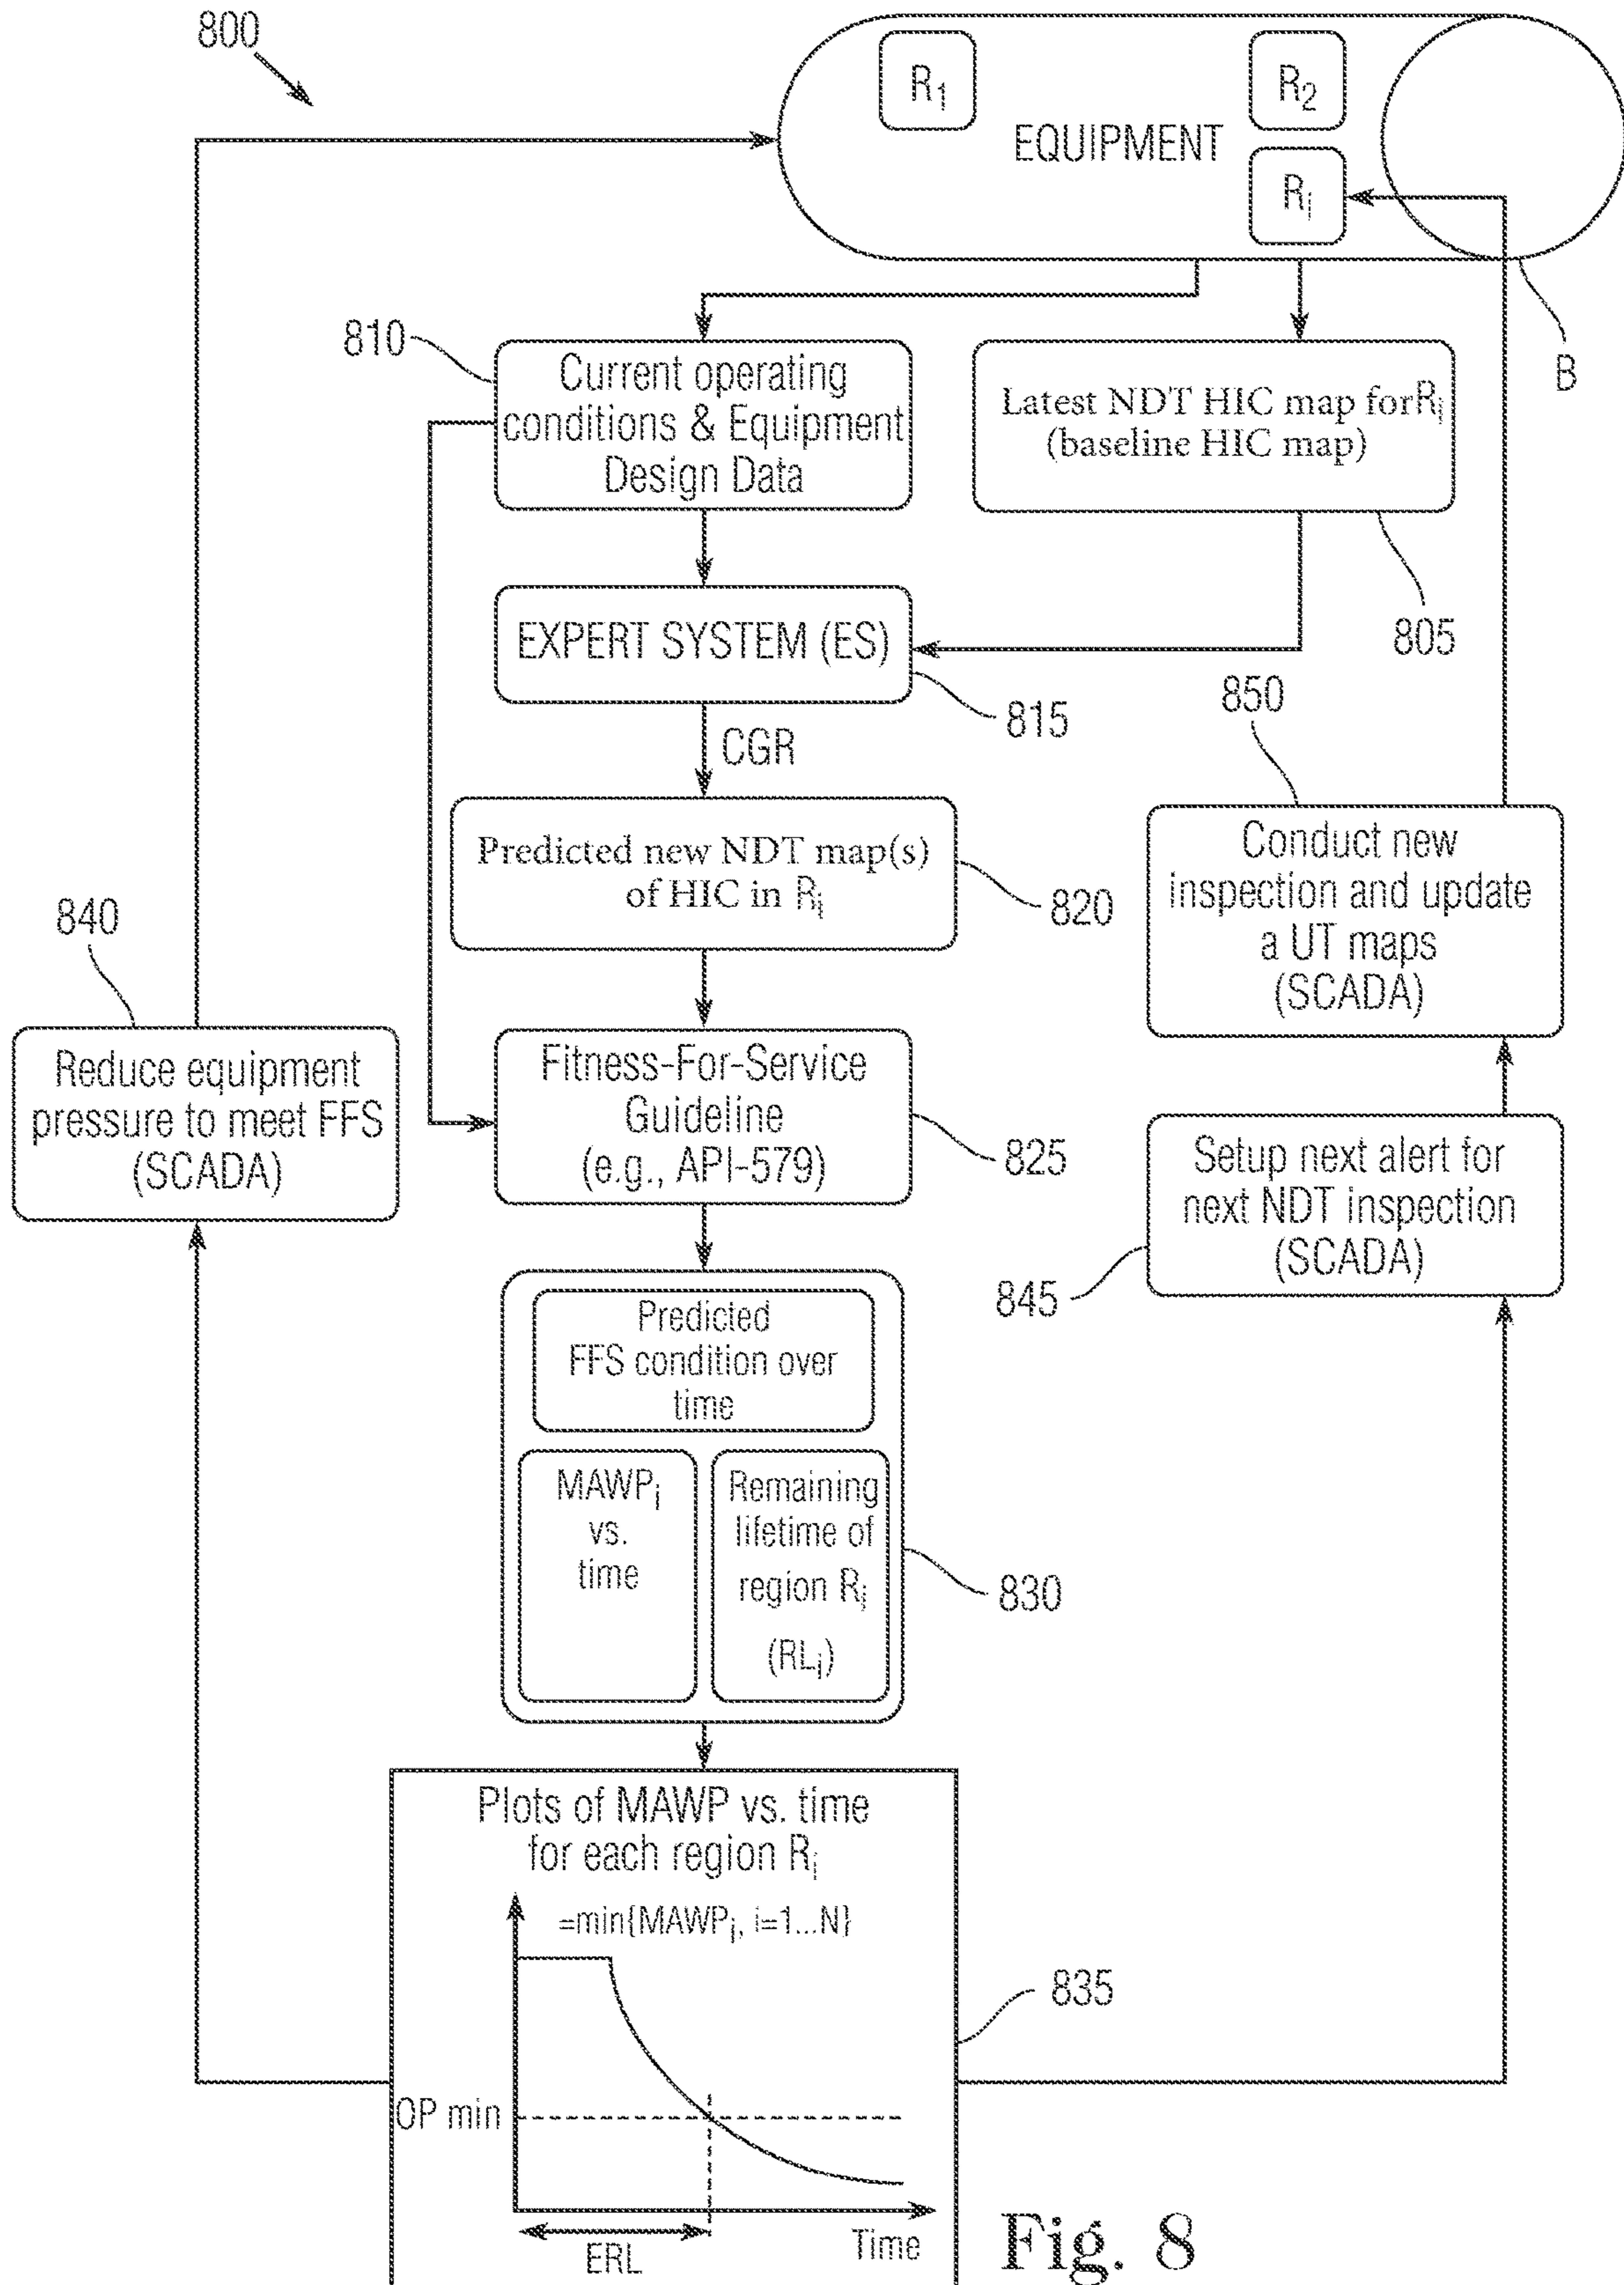 800
R1
R2
EQUIPMENT
Ri
B
810
Current operating
conditions & Equipment
Design Data
Latest NDT HIC map for Ri
(baseline HIC map)
805
EXPERT SYSTEM (ES)
815
CGR
850
Conduct new
inspection and update
a UT maps
(SCADA)
Predicted new NDT map(s)
of HIC in Ri
820
840
Reduce equipment
pressure to meet FFS
(SCADA)
Fitness-For-Service
Guideline
(e.g., API-579)
825
Setup next alert for
next NDT inspection
(SCADA)
845
Predicted
FFS condition over
time
MAWPi
vs.
time
Remaining
lifetime of
region Ri
(RLi)
830
Plots of MAWP vs. time
for each region Ri
=min{MAWPi, i=1...N}
835
OP min
Time
ERL
Fig. 8